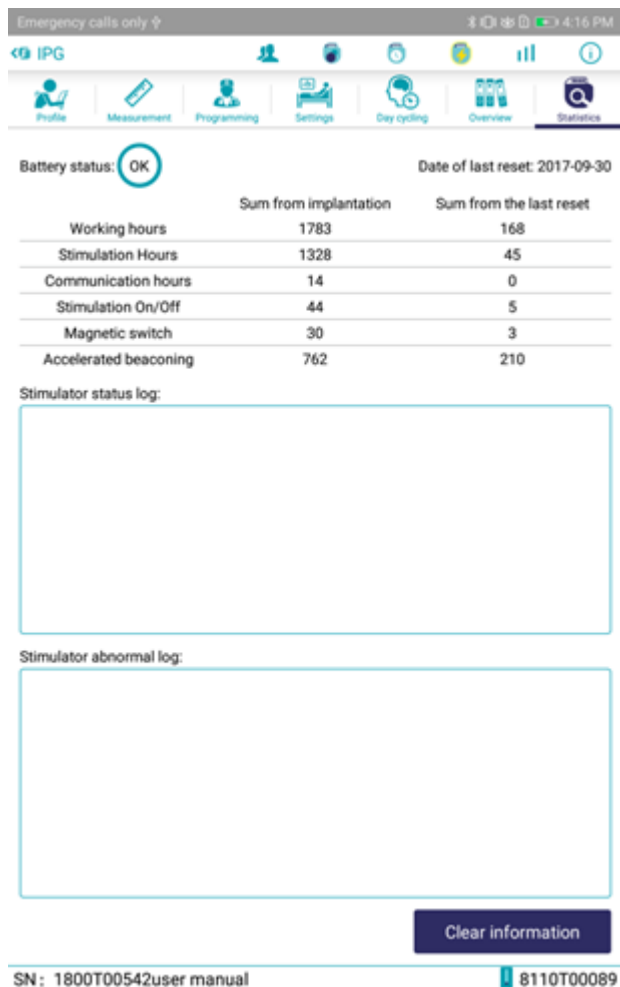 Emergency calls only 4:16 PM
IPG
Profile Measurement Programming Settings Day cycling Overview Statistics
Battery status: OK Date of last reset: 2017-09-30
Sum from implantation Sum from the last reset
Working hours 1783 168
Stimulation Hours 1328 45
Communication hours 14 0
Stimulation On/Off 44 5
Magnetic switch 30 3
Accelerated beaconing 762 210
Stimulator status log:
Stimulator abnormal log:
Clear information
SN: 1800T00542user manual 8110T00089